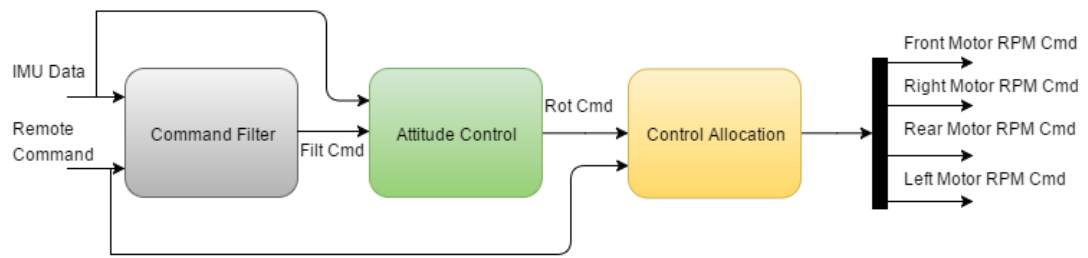 IMU Data
Remote
Command
Command Filter
Filt Cmd
Attitude Control
Rot Cmd
Control Allocation
Front Motor RPM Cmd
Right Motor RPM Cmd
Rear Motor RPM Cmd
Left Motor RPM Cmd